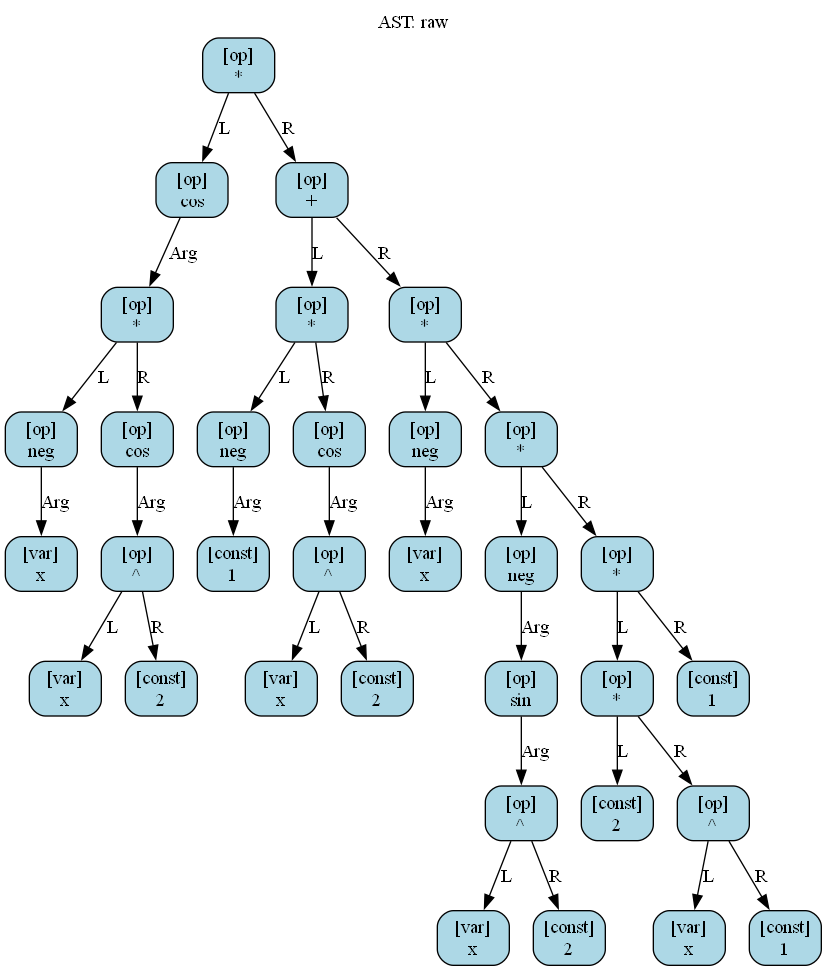 AST: raw
[op]
*
L
R
[op]
cos
[op]
+
Arg
L
R
[op]
*
[op]
*
[op]
*
L
R
L
R
L
R
[op]
neg
[op]
cos
[op]
neg
[op]
cos
[op]
neg
[op]
*
Arg
Arg
Arg
Arg
Arg
L
R
[var]
x
[op]
^
[const]
1
[op]
^
[var]
x
[op]
neg
[op]
*
L
R
L
R
Arg
L
R
[var]
x
[const]
2
[var]
x
[const]
2
[op]
sin
[op]
*
[const]
1
Arg
L
R
[op]
^
[const]
2
[op]
^
L
R
L
R
[var]
x
[const]
2
[var]
x
[const]
1